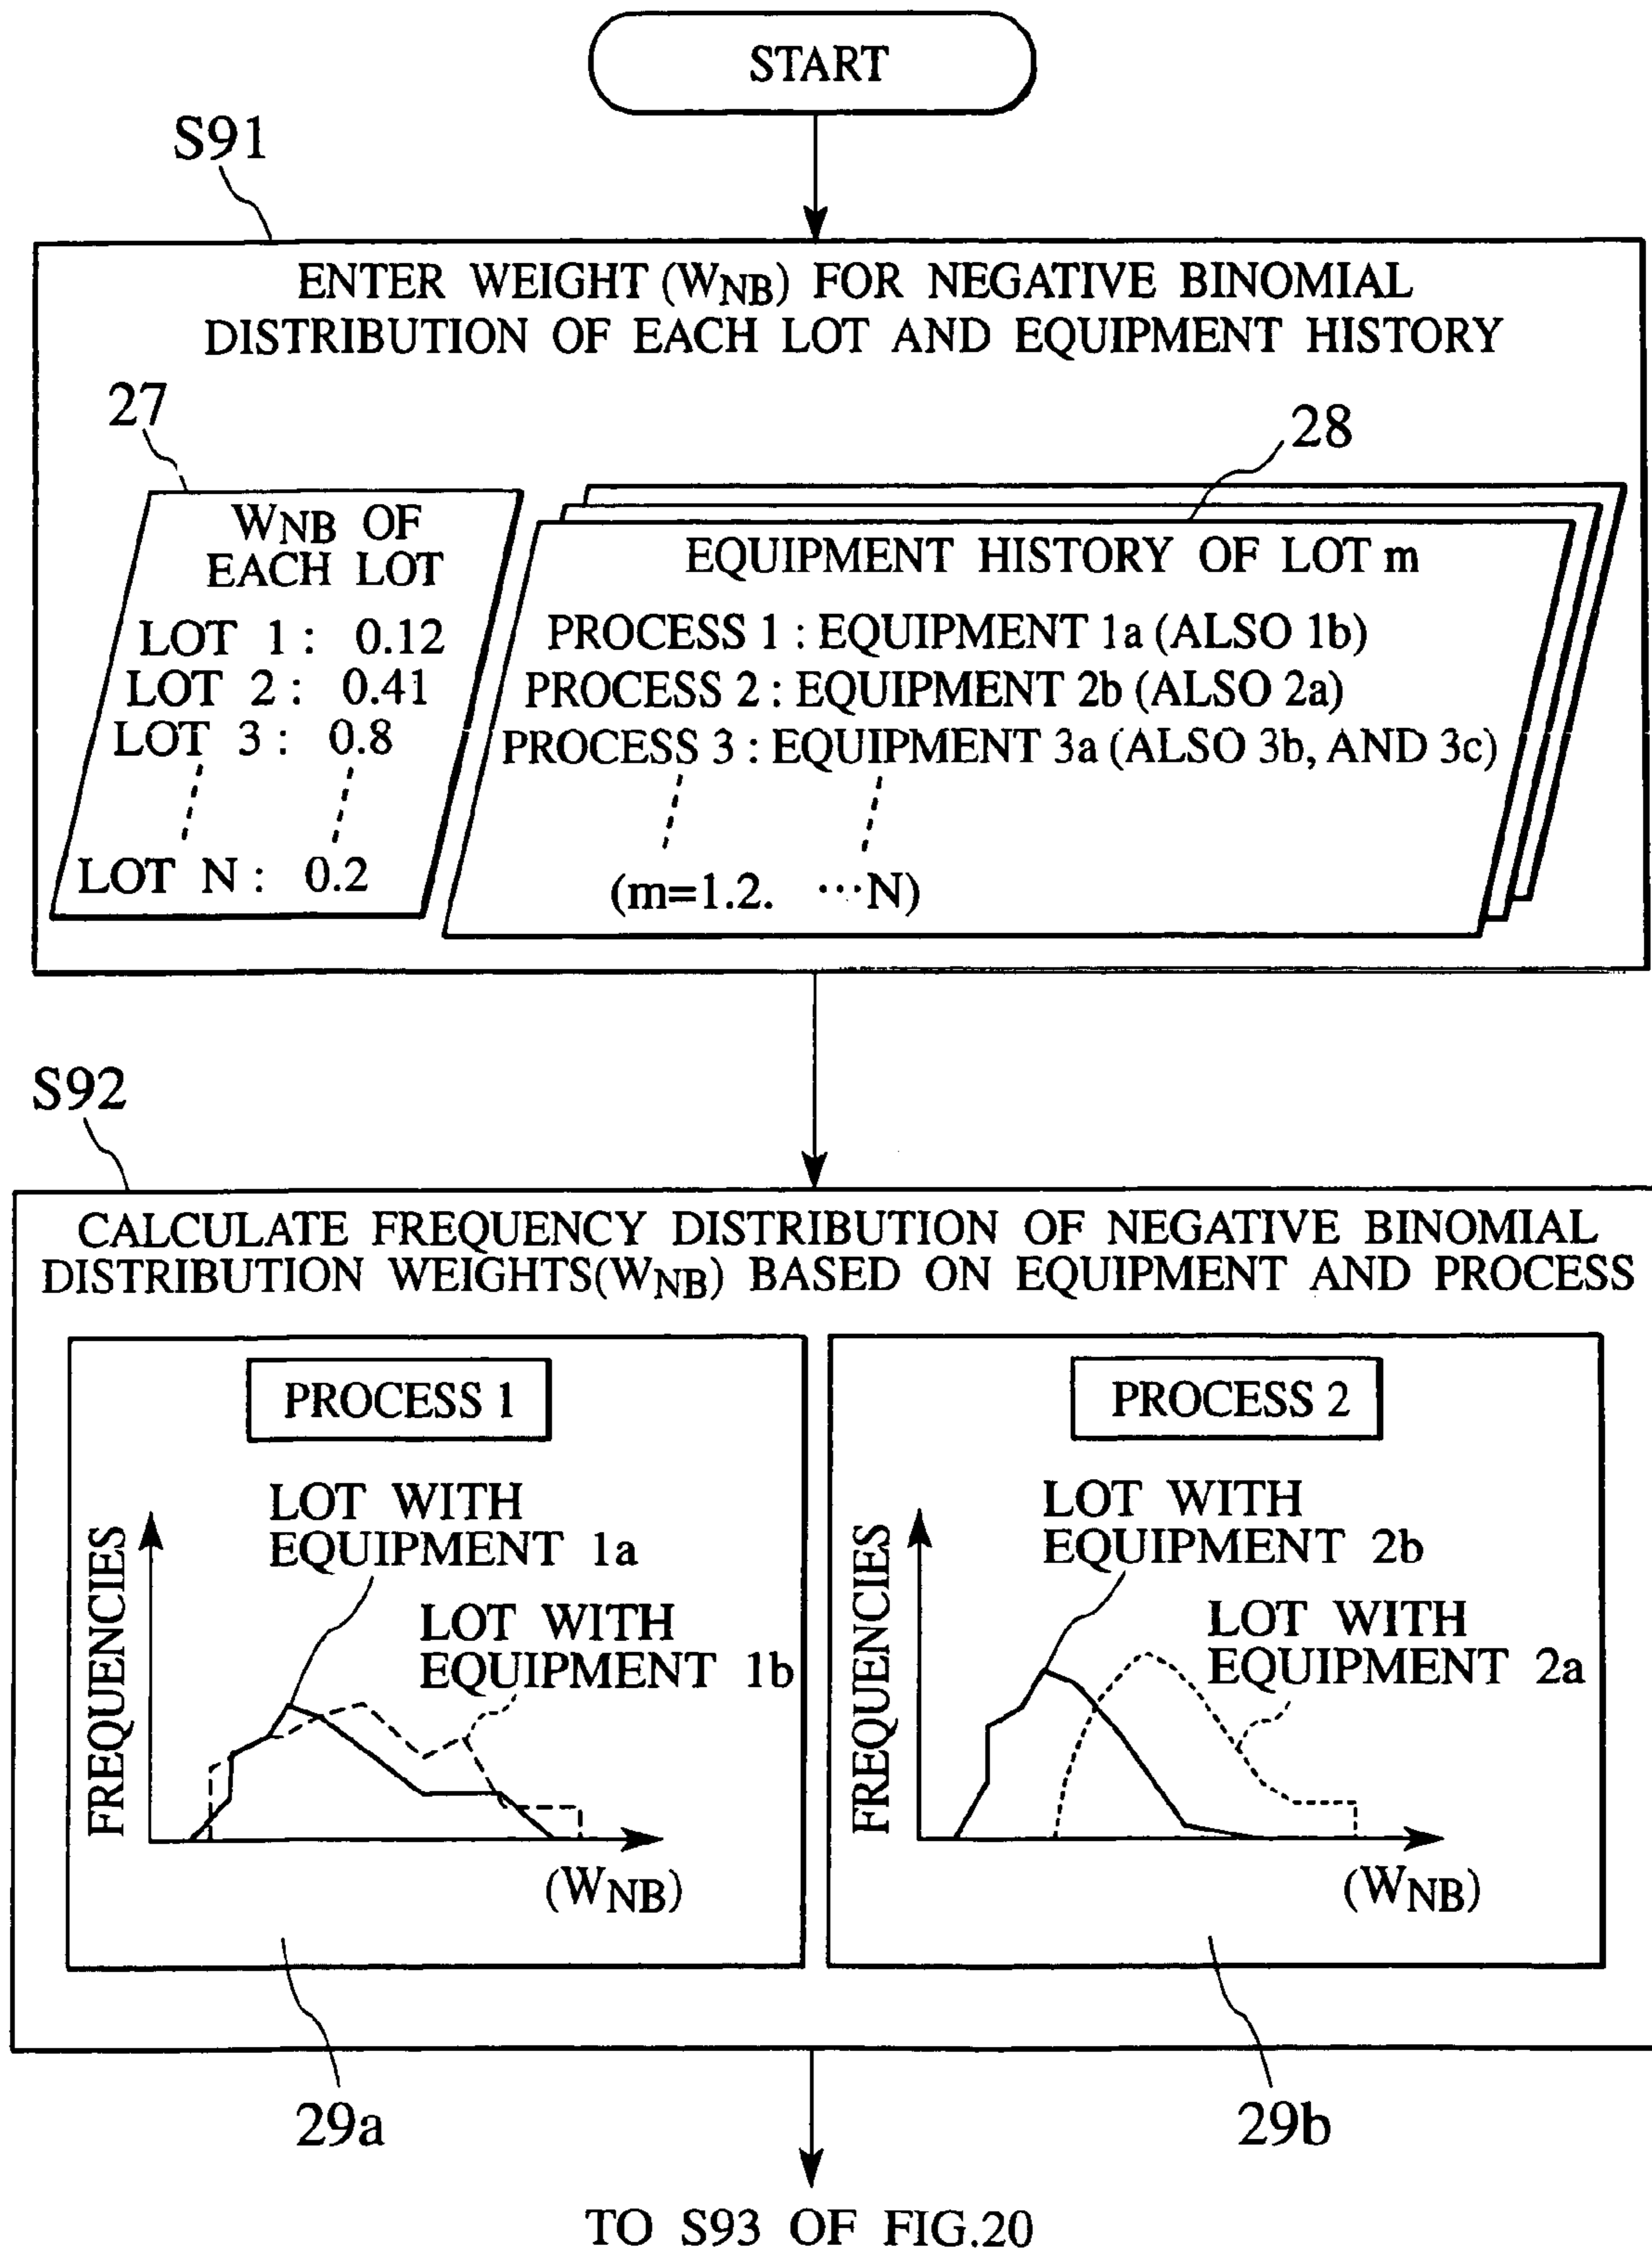 START
S91
ENTER WEIGHT (WNB) FOR NEGATIVE BINOMIAL
DISTRIBUTION OF EACH LOT AND EQUIPMENT HISTORY
27
28
WNB OF
EACH LOT
LOT 1 : 0.12
LOT 2 : 0.41
LOT 3 : 0.8
LOT N : 0.2
EQUIPMENT HISTORY OF LOT m
PROCESS 1 : EQUIPMENT 1a (ALSO 1b)
PROCESS 2 : EQUIPMENT 2b (ALSO 2a)
PROCESS 3 : EQUIPMENT 3a (ALSO 3b, AND 3c)
(m=1.2. ···N)
S92
CALCULATE FREQUENCY DISTRIBUTION OF NEGATIVE BINOMIAL
DISTRIBUTION WEIGHTS(WNB) BASED ON EQUIPMENT AND PROCESS
PROCESS 1
LOT WITH
EQUIPMENT 1a
LOT WITH
EQUIPMENT 1b
FREQUENCIES
(WNB)
29a
PROCESS 2
LOT WITH
EQUIPMENT 2b
LOT WITH
EQUIPMENT 2a
FREQUENCIES
(WNB)
29b
TO S93 OF FIG.20